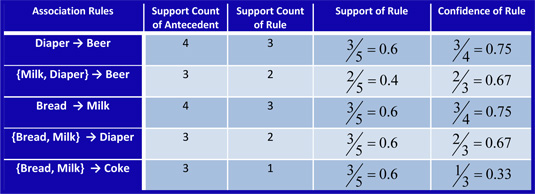 Association Rules Support Count of Antecedent Support Count of Rule Support of Rule Confidence of Rule
Diaper → Beer 4 3 3/5 = 0.6 3/4 = 0.75
{Milk, Diaper} → Beer 3 2 2/5 = 0.4 2/3 = 0.67
Bread → Milk 4 3 3/5 = 0.6 3/4 = 0.75
{Bread, Milk} → Diaper 3 2 3/5 = 0.6 2/3 = 0.67
{Bread, Milk} → Coke 3 1 3/5 = 0.6 1/3 = 0.33